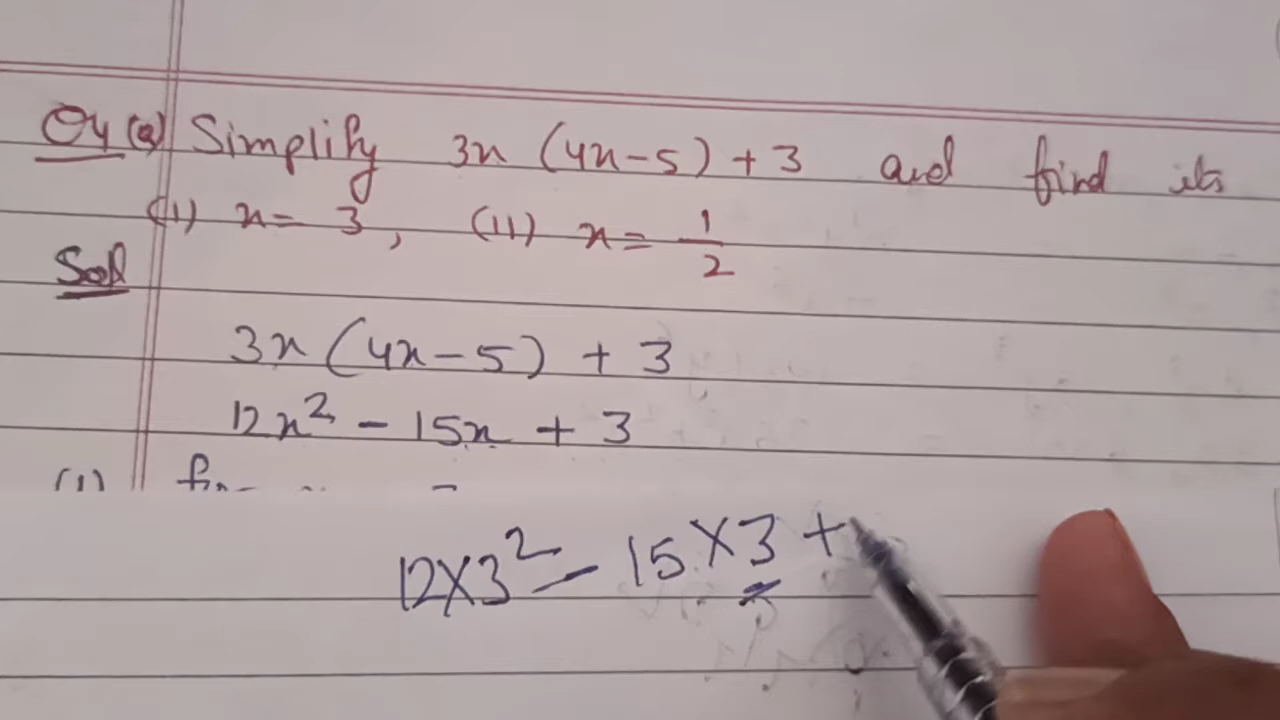 Q4 (a) Simplify 3x (4x-5) + 3 and find its
(i) x = 3, (ii) x = 1/2
Sol
3x (4x-5) + 3
12x² - 15x + 3
(i) for
12×3² - 15×3 +